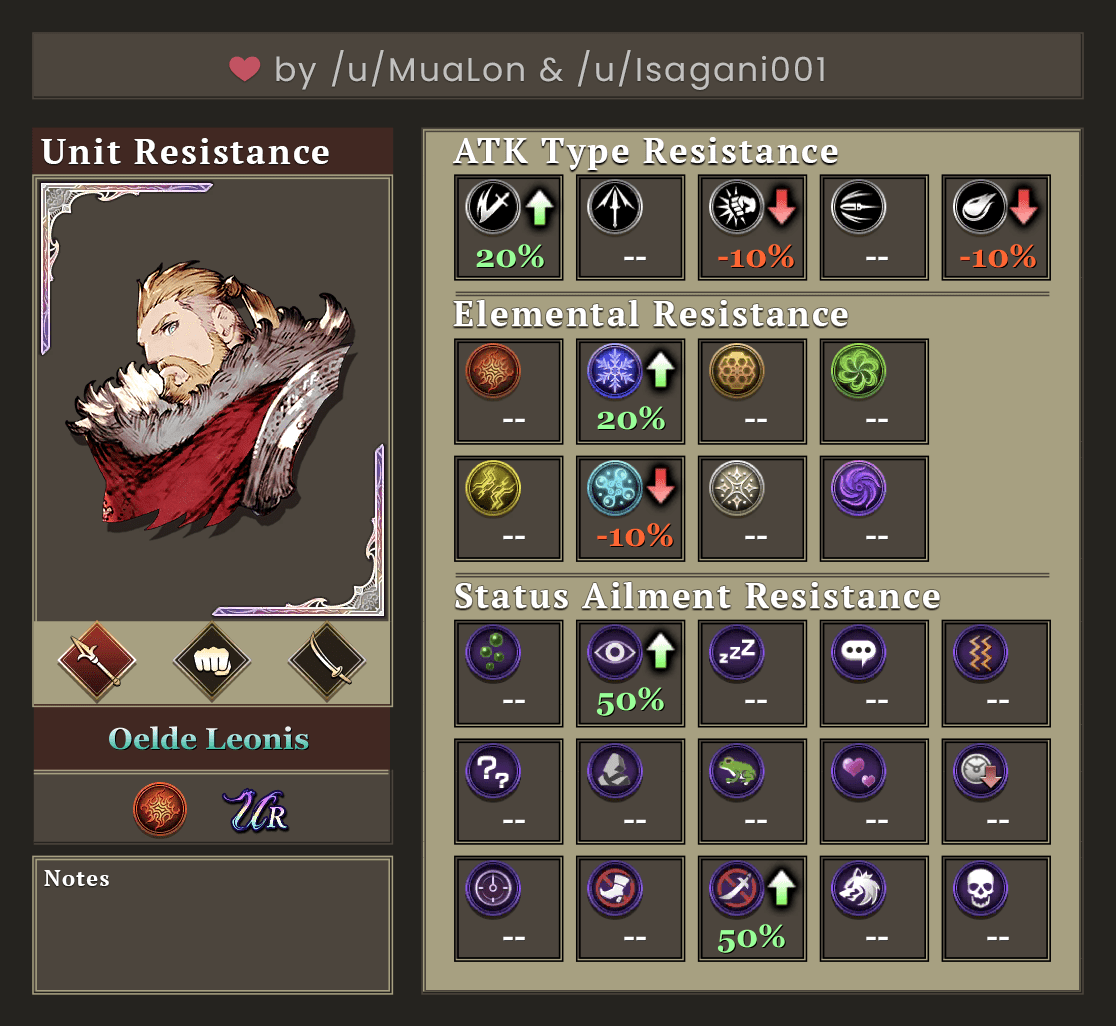 by /u/MuaLon & /u/Isagani001
Unit Resistance
Oelde Leonis
UR
Notes
ATK Type Resistance
20% -- -10% -- -10%
Elemental Resistance
-- 20% -- --
-- -10% -- --
Status Ailment Resistance
zzZ
-- 50% -- -- --
??
-- -- -- -- --
-- -- 50% -- --